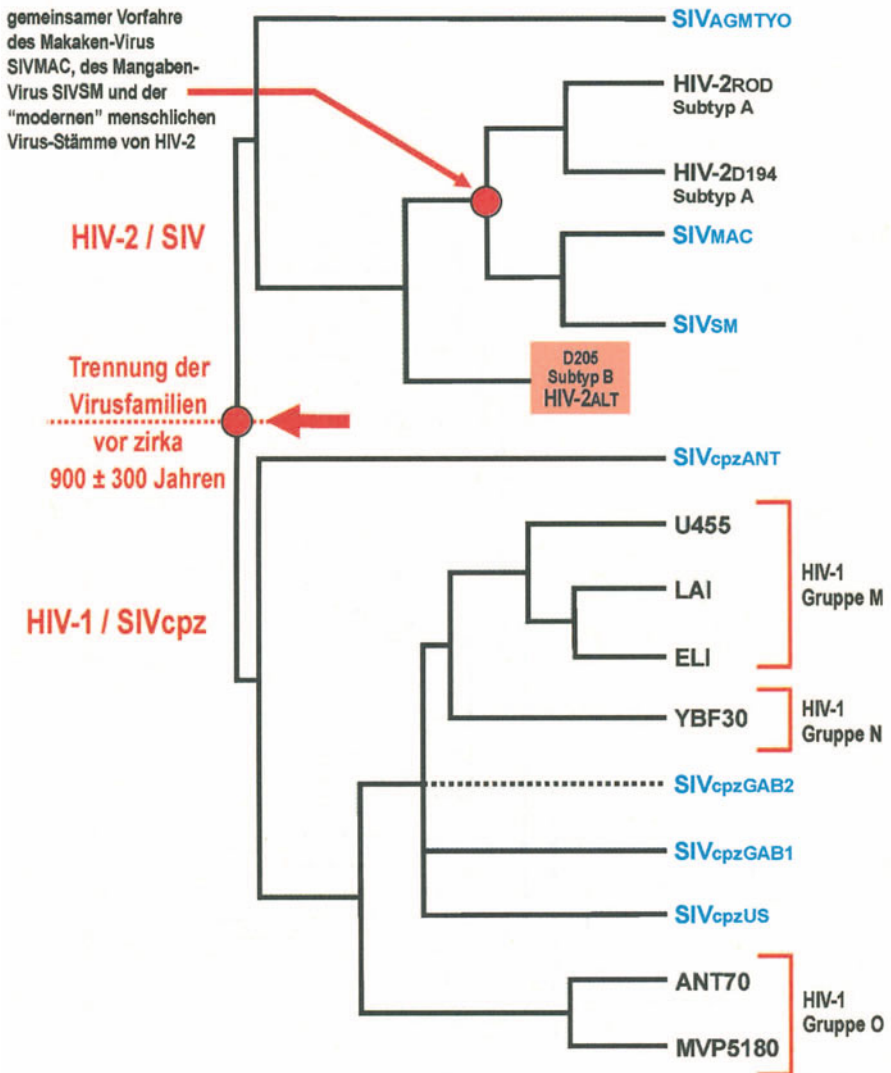 gemeinsamer Vorfahre
des Makaken-Virus
SIVMAC, des Mangaben-
Virus SIVSM und der
“modernen” menschlichen
Virus-Stämme von HIV-2
SIVAGMTYO
HIV-2ROD
Subtyp A
HIV-2D194
Subtyp A
HIV-2 / SIV
SIVMAC
SIVSM
D205
Subtyp B
HIV-2ALT
Trennung der
Virusfamilien
vor zirka
900 ± 300 Jahren
SIVcpzANT
HIV-1 / SIVcpz
U455
LAI
ELI
HIV-1
Gruppe M
YBF30
HIV-1
Gruppe N
SIVcpzGAB2
SIVcpzGAB1
SIVcpzUS
ANT70
MVP5180
HIV-1
Gruppe O